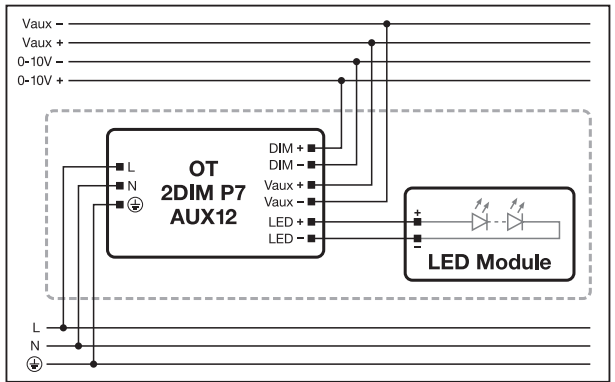 Vaux –
Vaux +
0-10V –
0-10V +
OT
2DIM P7
AUX12
L
N
DIM +
DIM –
Vaux +
Vaux –
LED +
LED –
+
–
LED Module
L
N